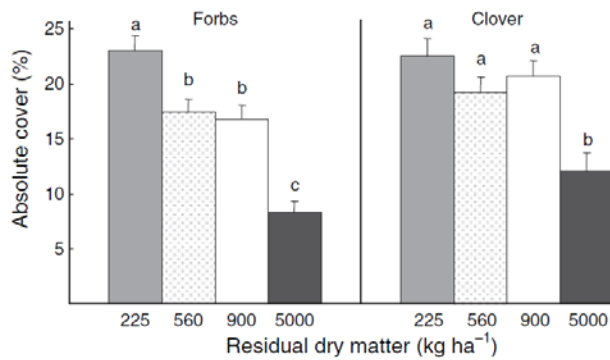 Forbs
Clover
Absolute cover (%)
25
20
15
10
5
a
b
b
c
a
a
a
b
225 560 900 5000 225 560 900 5000
Residual dry matter (kg ha⁻¹)